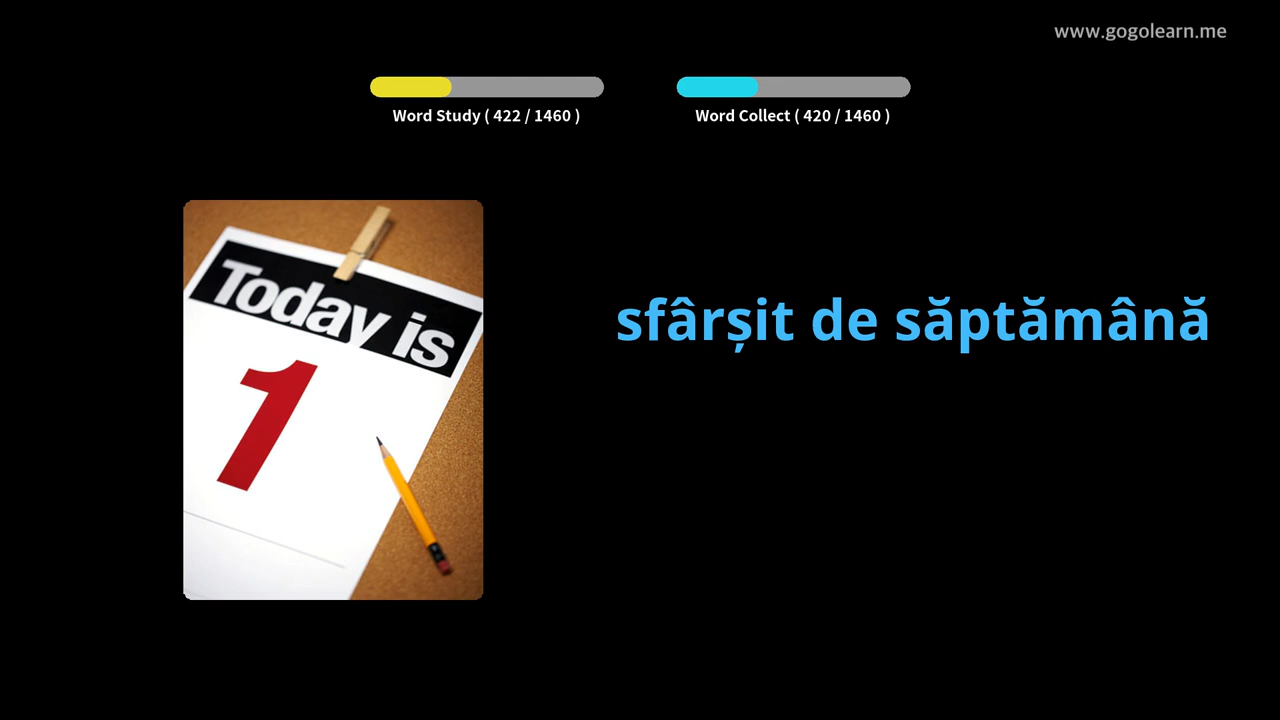 www.gogolearn.me
Word Study ( 422 / 1460 )
Word Collect ( 420 / 1460 )
Today is
1
sfârșit de săptămână